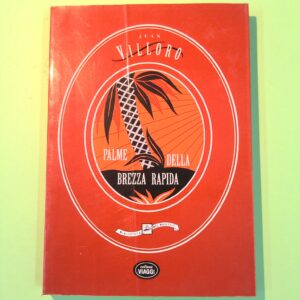 JUAN
VILLORO
PALME DELLA
BREZZA RAPIDA
VIAGGI